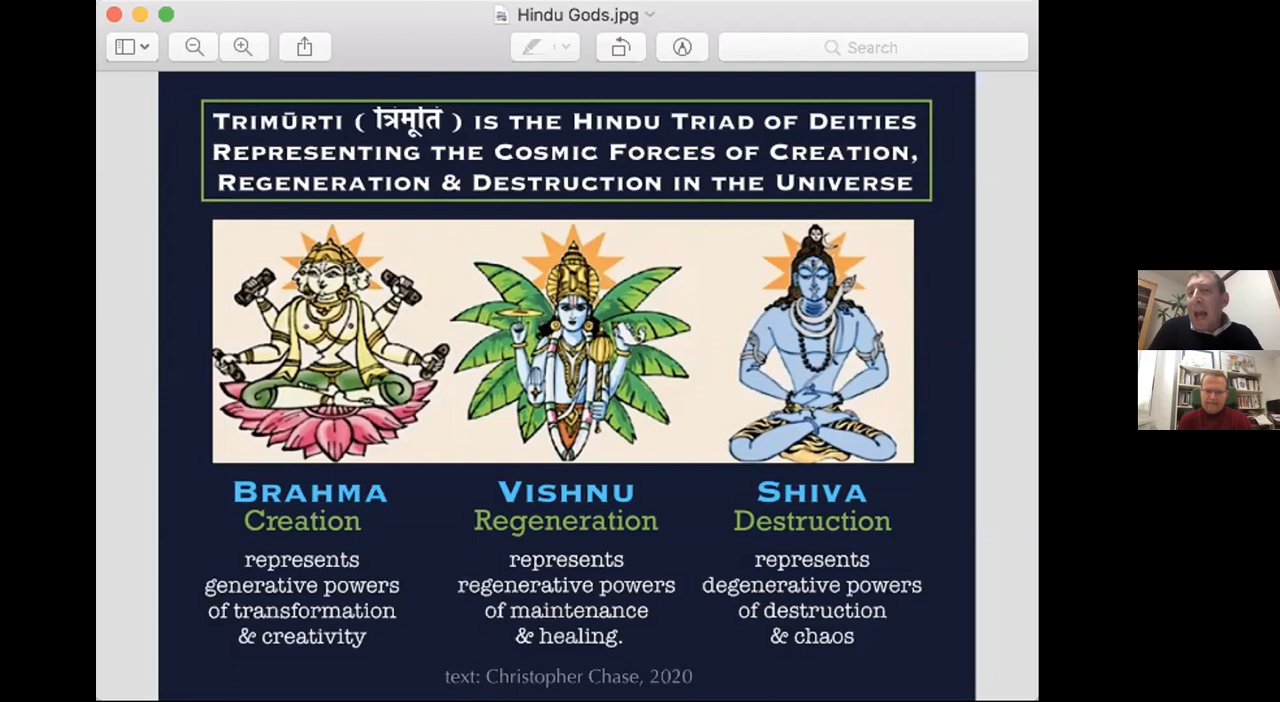 Hindu Gods.jpg
Search
TRIMŪRTI ( त्रिमूर्ति ) IS THE HINDU TRIAD OF DEITIES
REPRESENTING THE COSMIC FORCES OF CREATION,
REGENERATION & DESTRUCTION IN THE UNIVERSE
BRAHMA
Creation
represents
generative powers
of transformation
& creativity
VISHNU
Regeneration
represents
regenerative powers
of maintenance
& healing.
SHIVA
Destruction
represents
degenerative powers
of destruction
& chaos
text: Christopher Chase, 2020